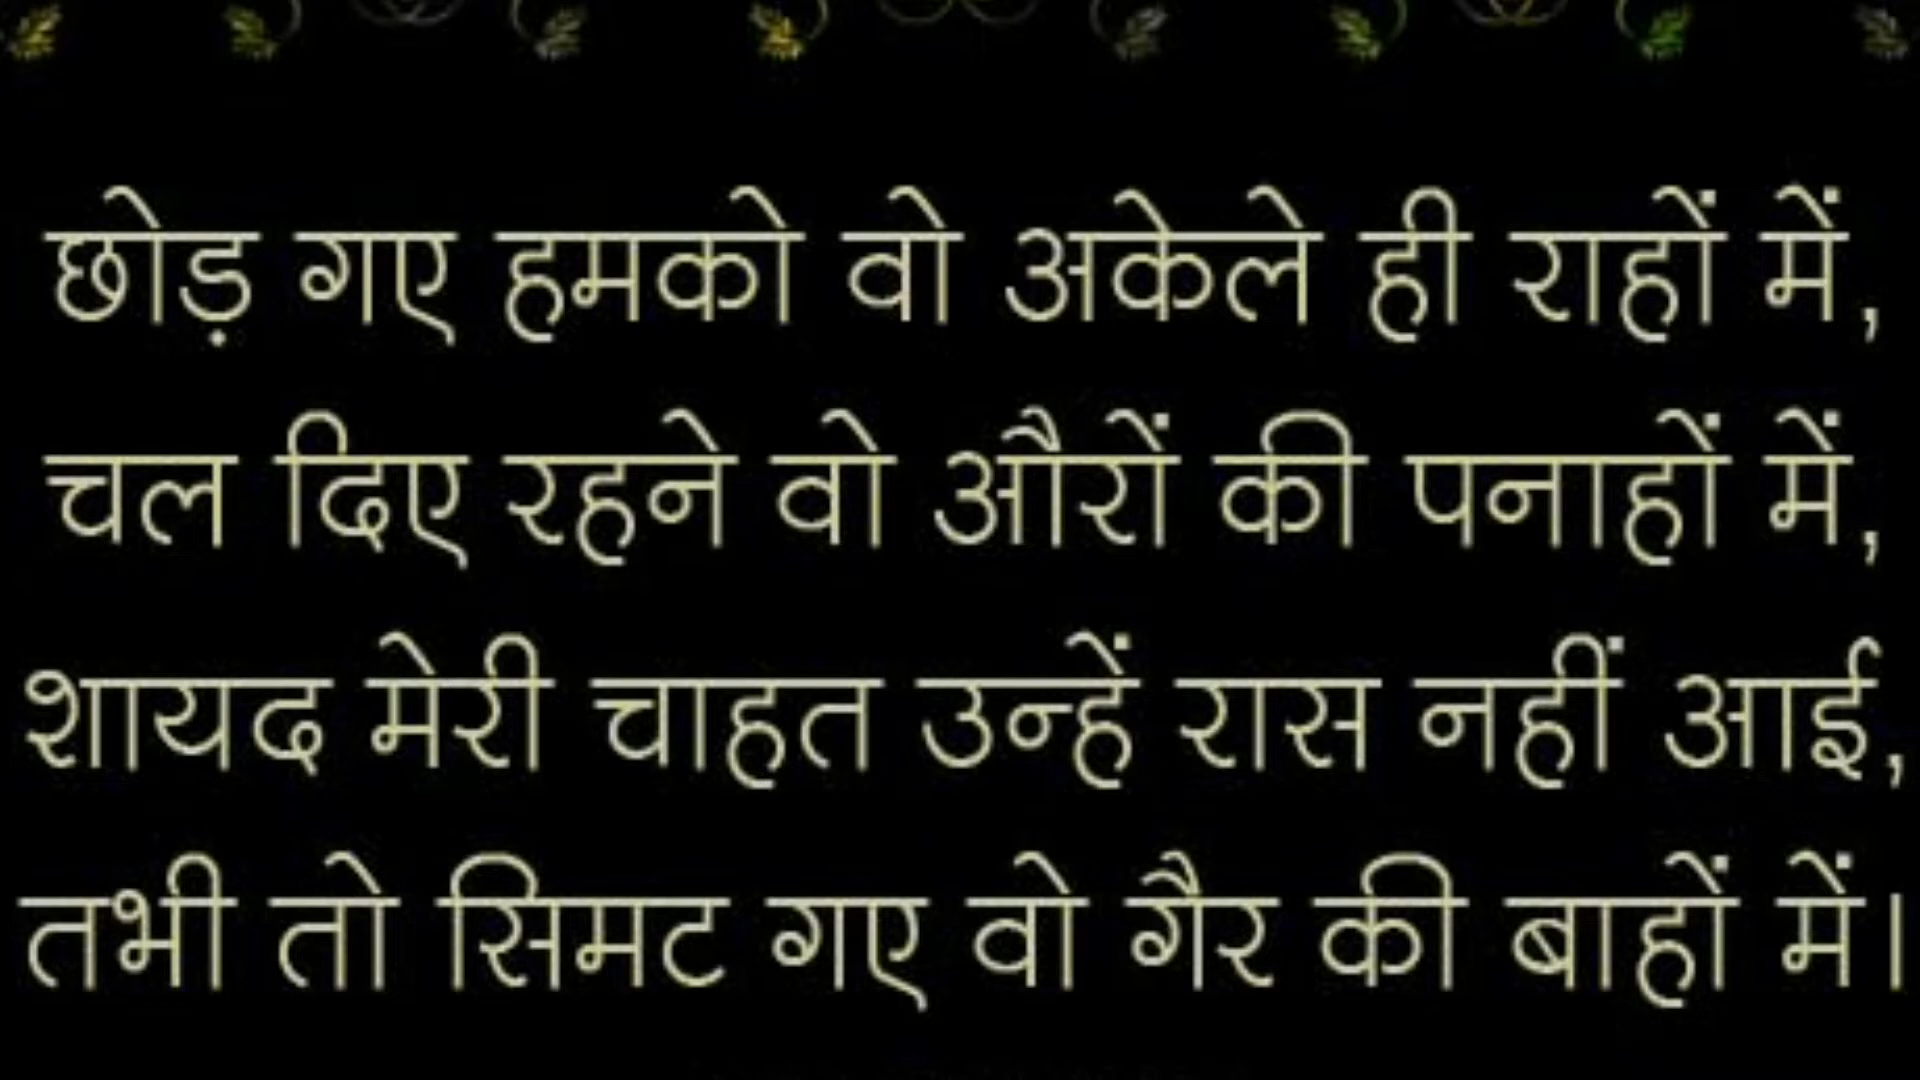 छोड़ गए हमको वो अकेले ही राहों में,
चल दिए रहने वो औरों की पनाहों में,
शायद मेरी चाहत उन्हें रास नहीं आई,
तभी तो सिमट गए वो गैर की बाहों में।